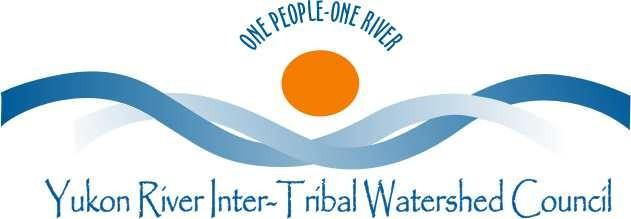 ONE PEOPLE-ONE RIVER
Yukon River Inter-Tribal Watershed Council